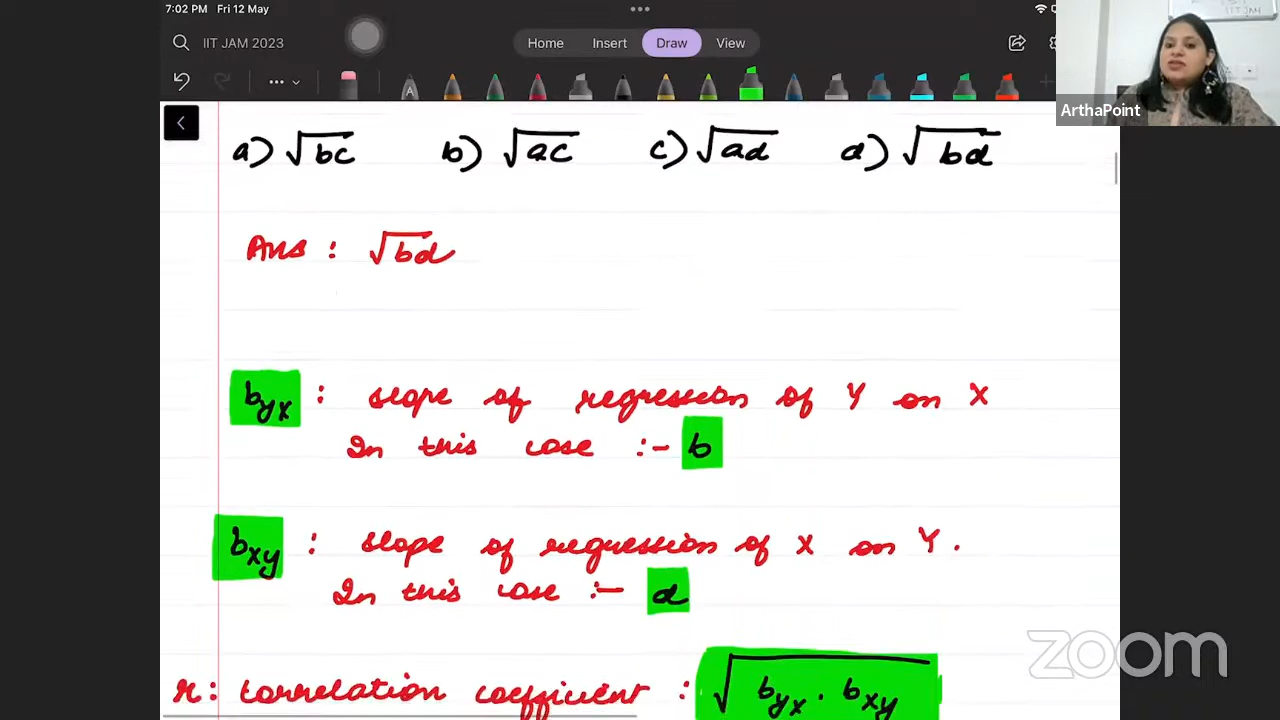 7:02 PM Fri 12 May
IIT JAM 2023
Home Insert Draw View
ArthaPoint
a) √bc b) √ac c) √ad d) √bd
Ans : √bd
byx : slope of regression of Y on X
In this case :- b
bxy : slope of regression of X on Y.
In this case :- d
r : correlation coefficient : √byx . bxy
zoom